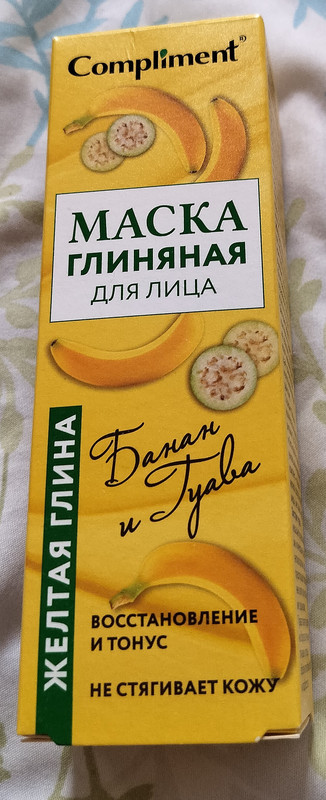 Compliment®
МАСКА
ГЛИНЯНАЯ
ДЛЯ ЛИЦА
Банан
и Гуава
ЖЕЛТАЯ ГЛИНА
ВОССТАНОВЛЕНИЕ
И ТОНУС
НЕ СТЯГИВАЕТ КОЖУ